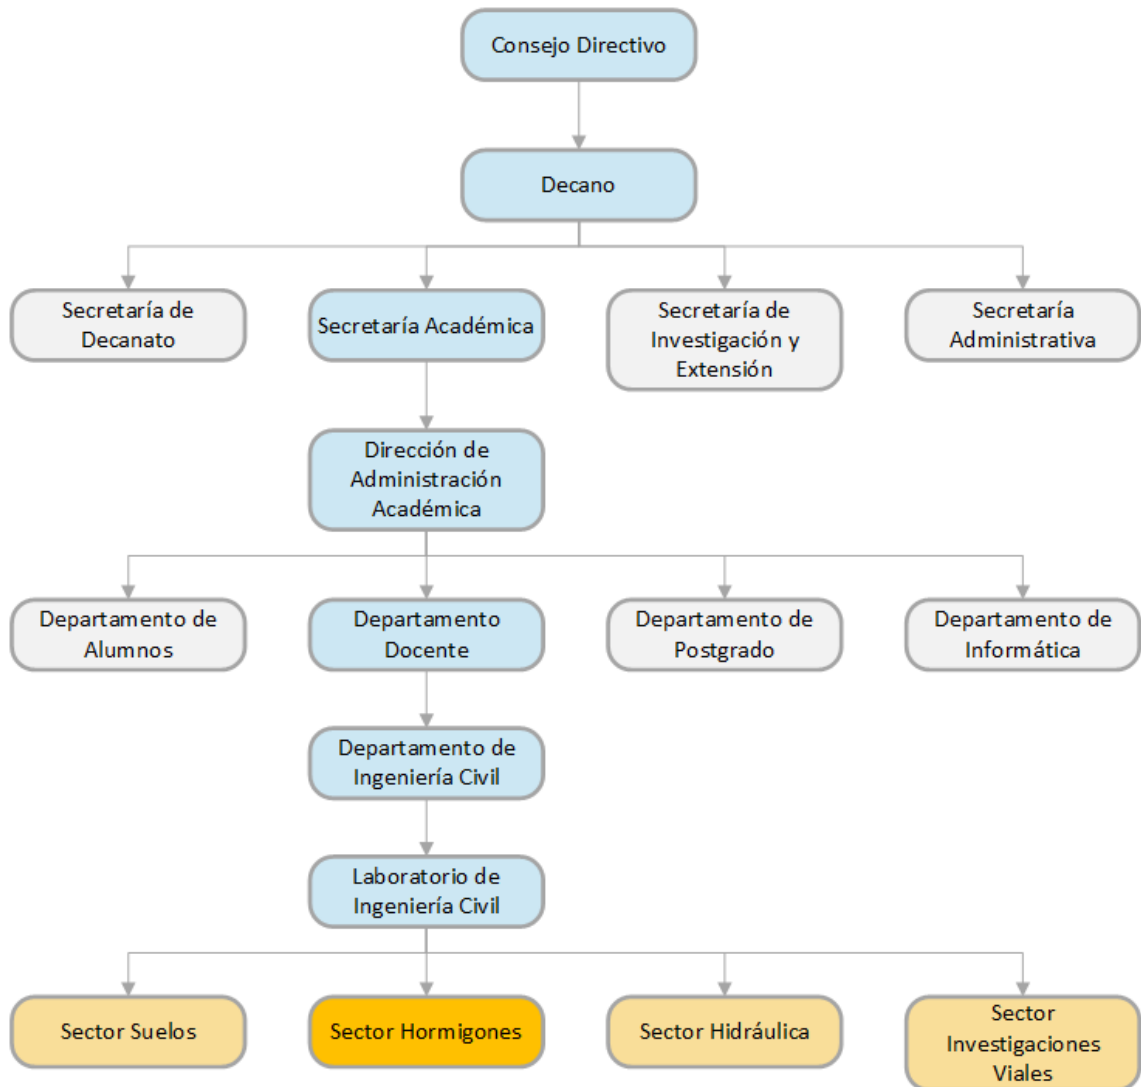 Consejo Directivo
Decano
Secretaría de
Decanato
Secretaría Académica
Secretaría de
Investigación y
Extensión
Secretaría
Administrativa
Dirección de
Administración
Académica
Departamento de
Alumnos
Departamento
Docente
Departamento de
Postgrado
Departamento de
Informática
Departamento de
Ingeniería Civil
Laboratorio de
Ingeniería Civil
Sector Suelos
Sector Hormigones
Sector Hidráulica
Sector
Investigaciones
Viales